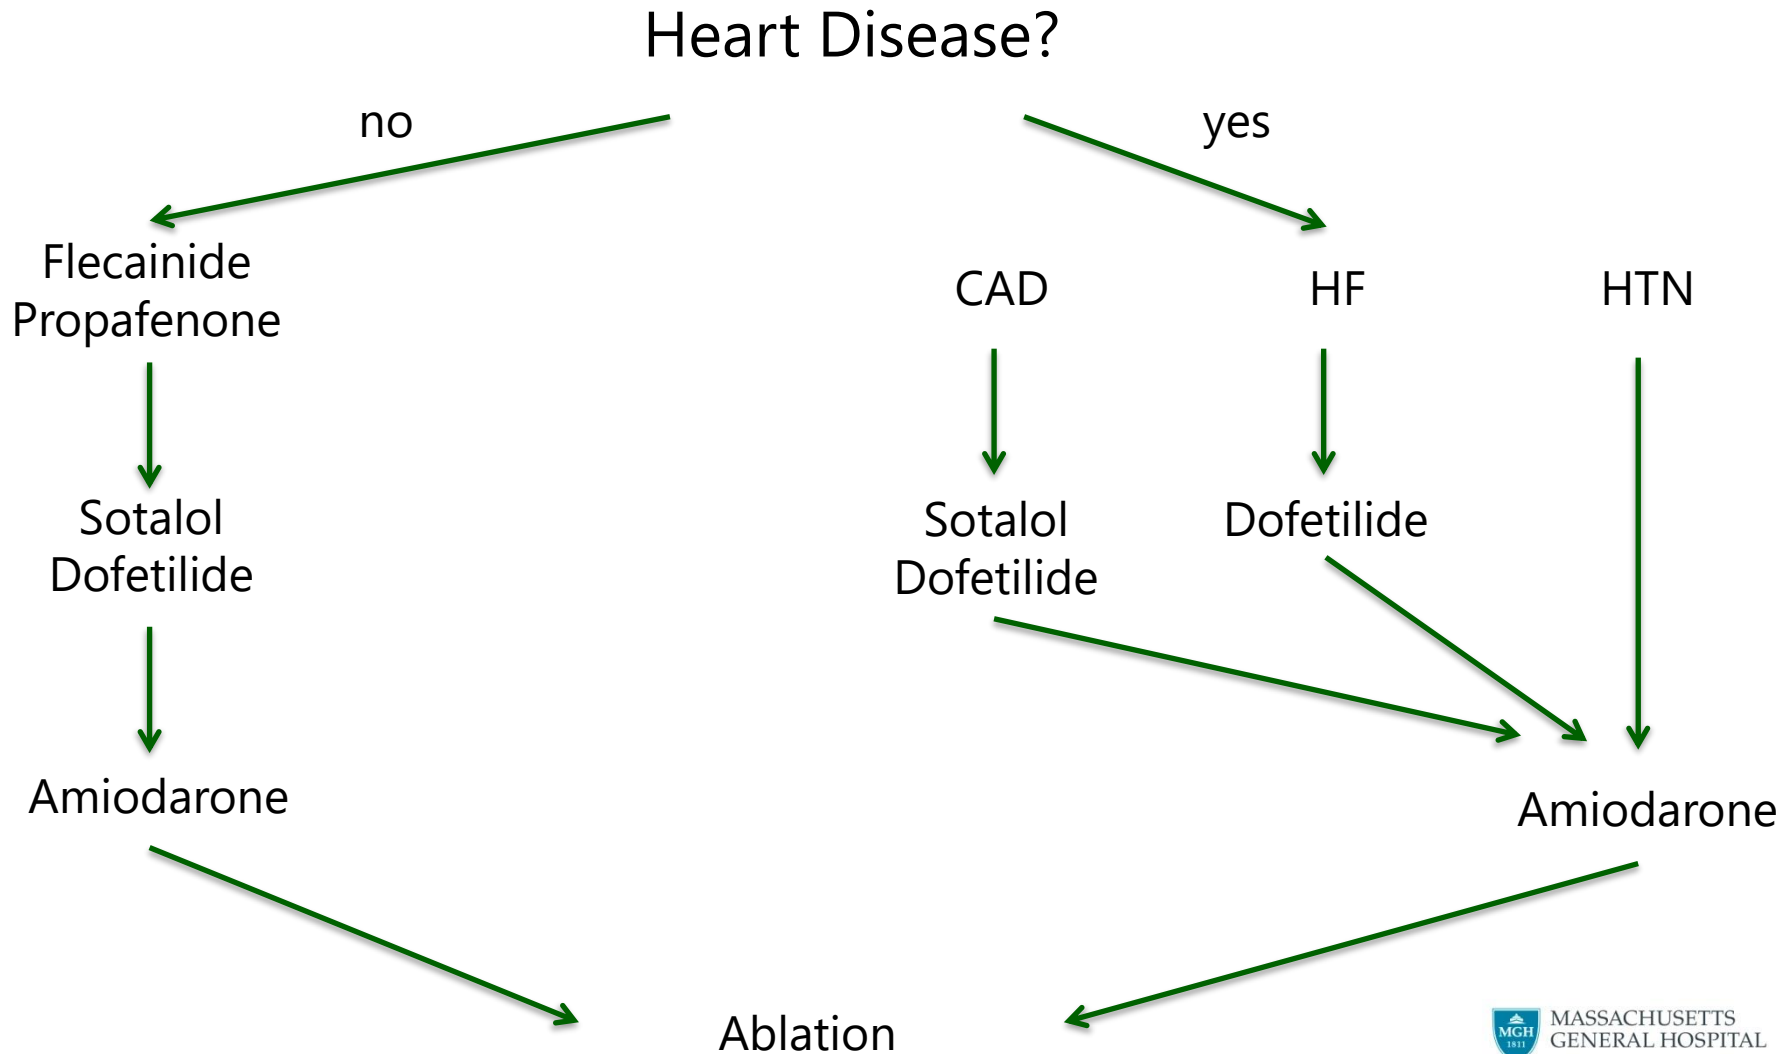 Heart Disease?
no
yes
Flecainide
Propafenone
CAD
HF
HTN
Sotalol
Dofetilide
Sotalol
Dofetilide
Dofetilide
Amiodarone
Amiodarone
Ablation
MGH
1811
MASSACHUSETTS
GENERAL HOSPITAL